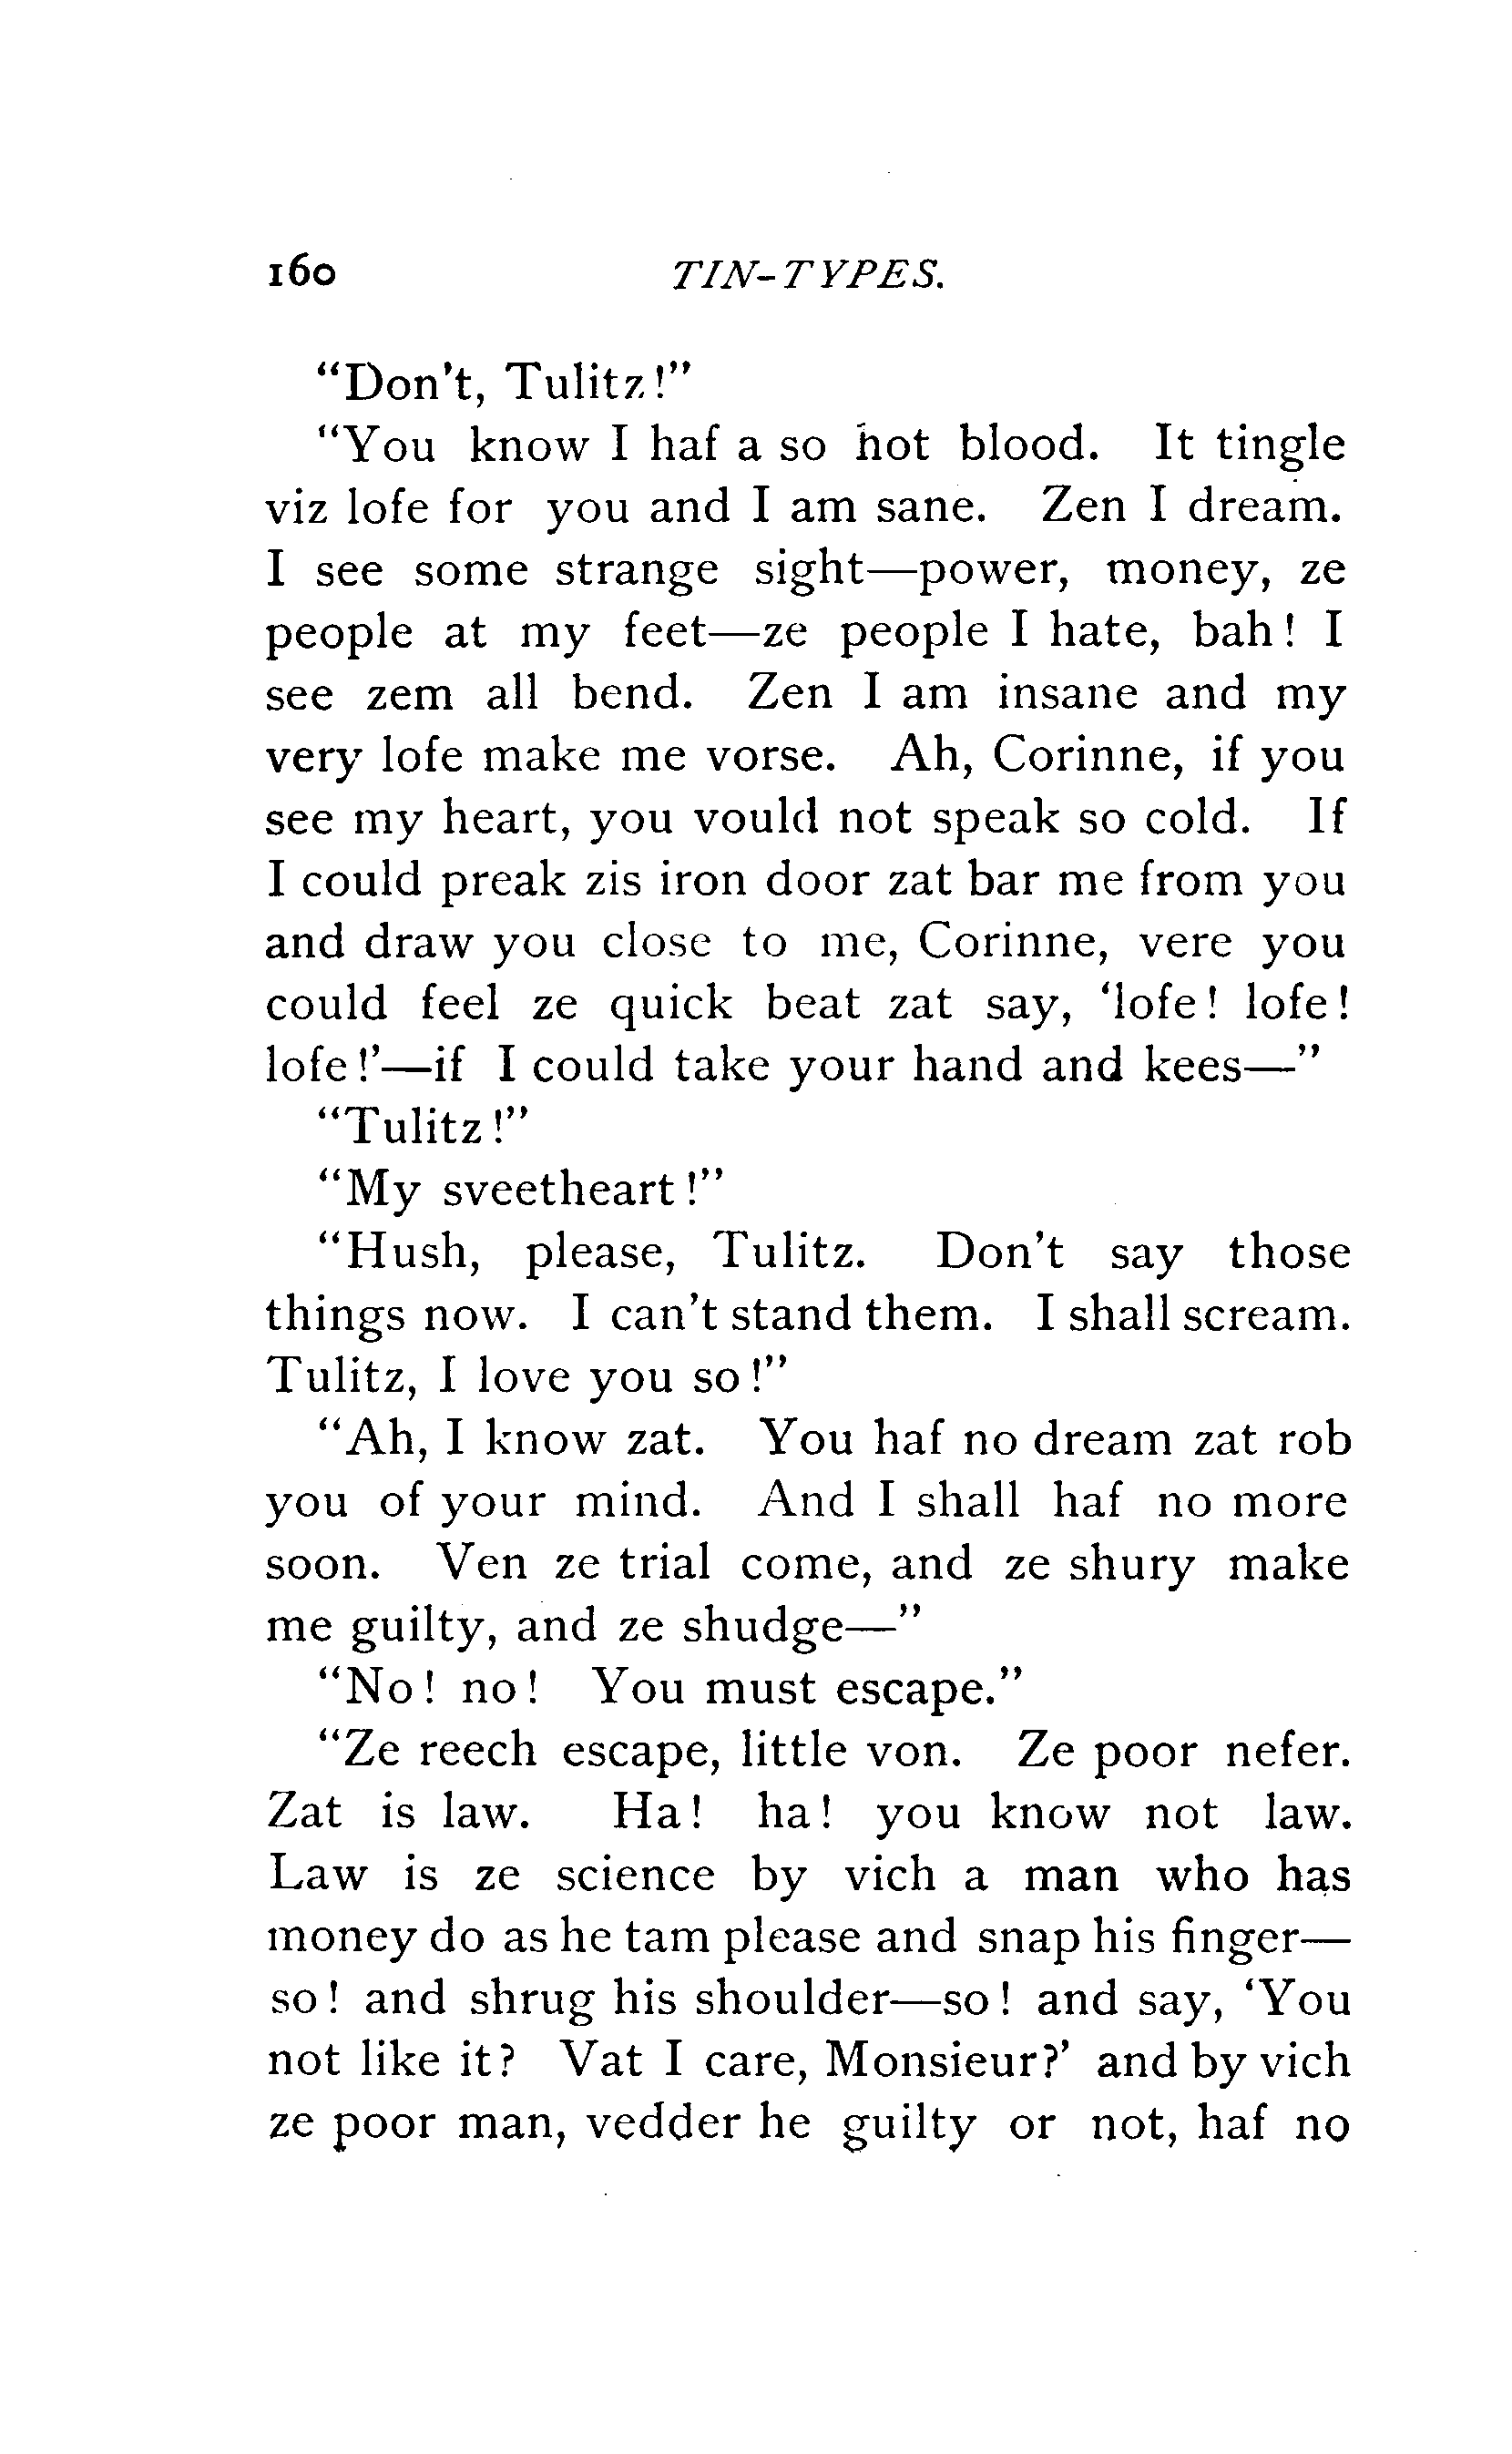 160 TIN-TYPES.
“Don’t, Tulitz!”
“You know I haf a so hot blood. It tingle
viz lofe for you and I am sane. Zen I dream.
I see some strange sight—power, money, ze
people at my feet—ze people I hate, bah! I
see zem all bend. Zen I am insane and my
very lofe make me vorse. Ah, Corinne, if you
see my heart, you vould not speak so cold. If
I could preak zis iron door zat bar me from you
and draw you close to me, Corinne, vere you
could feel ze quick beat zat say, ‘lofe! lofe!
lofe!’—if I could take your hand and kees—”
“Tulitz!”
“My sveetheart!”
“Hush, please, Tulitz. Don’t say those
things now. I can’t stand them. I shall scream.
Tulitz, I love you so!”
“Ah, I know zat. You haf no dream zat rob
you of your mind. And I shall haf no more
soon. Ven ze trial come, and ze shury make
me guilty, and ze shudge—”
“No! no! You must escape.”
“Ze reech escape, little von. Ze poor nefer.
Zat is law. Ha! ha! you know not law.
Law is ze science by vich a man who has
money do as he tam please and snap his finger—
so! and shrug his shoulder—so! and say, ‘You
not like it? Vat I care, Monsieur?’ and by vich
ze poor man, vedder he guilty or not, haf no